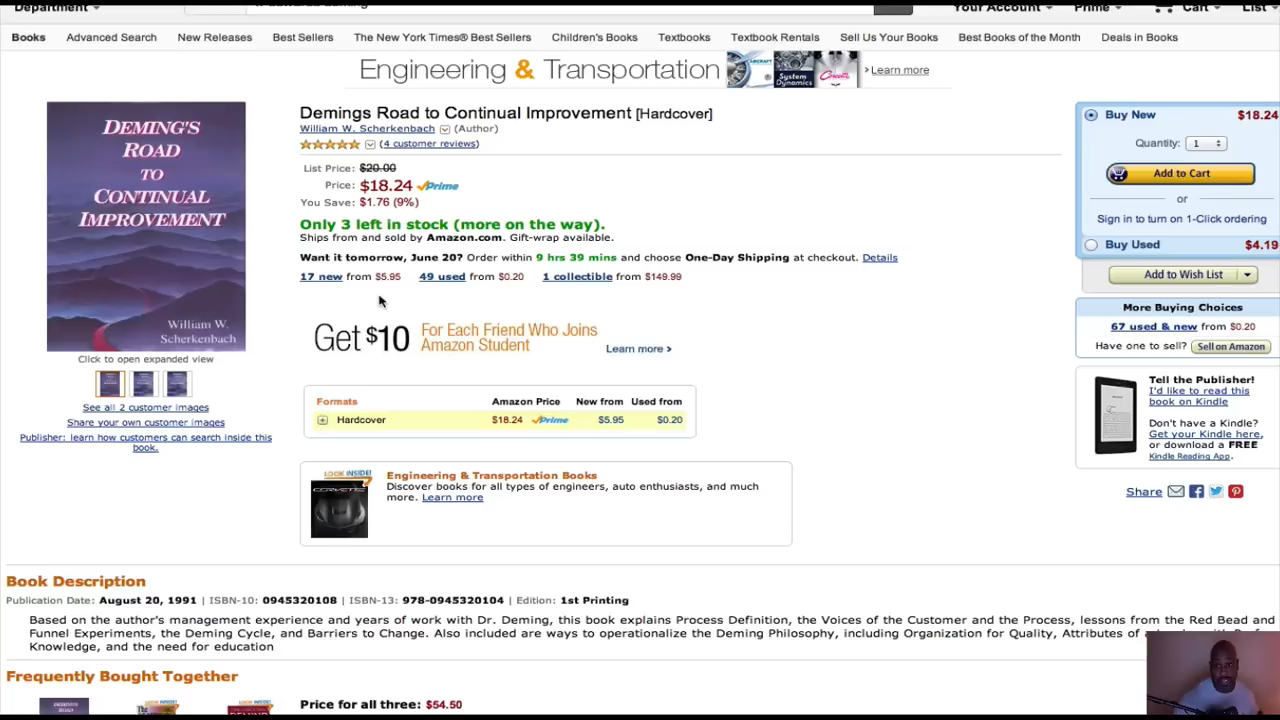 Department
Your Account
Prime
Cart
List
Books
Advanced Search
New Releases
Best Sellers
The New York Times® Best Sellers
Children's Books
Textbooks
Textbook Rentals
Sell Us Your Books
Best Books of the Month
Deals in Books
Engineering & Transportation
AIRCRAFT
System Dynamics
› Learn more
DEMING'S
ROAD
TO
CONTINUAL
IMPROVEMENT
William W.
Scherkenbach
Click to open expanded view
See all 2 customer images
Share your own customer images
Publisher: learn how customers can search inside this
book.
Demings Road to Continual Improvement [Hardcover]
William W. Scherkenbach (Author)
(4 customer reviews)
List Price: $20.00
Price: $18.24 Prime
You Save: $1.76 (9%)
Only 3 left in stock (more on the way).
Ships from and sold by Amazon.com. Gift-wrap available.
Want it tomorrow, June 20? Order within 9 hrs 39 mins and choose One-Day Shipping at checkout. Details
17 new from $5.95 49 used from $0.20 1 collectible from $149.99
Get $10 For Each Friend Who Joins
Amazon Student Learn more ›
Formats Amazon Price New from Used from
Hardcover $18.24 Prime $5.95 $0.20
LOOK INSIDE!
CORVETTE
Engineering & Transportation Books
Discover books for all types of engineers, auto enthusiasts, and much
more. Learn more
Buy New $18.24
Quantity: 1
Add to Cart
or
Sign in to turn on 1-Click ordering
Buy Used $4.19
Add to Wish List
More Buying Choices
67 used & new from $0.20
Have one to sell? Sell on Amazon
Tell the Publisher!
I'd like to read this
book on Kindle
Don't have a Kindle?
Get your Kindle here,
or download a FREE
Kindle Reading App.
Share
Book Description
Publication Date: August 20, 1991 | ISBN-10: 0945320108 | ISBN-13: 978-0945320104 | Edition: 1st Printing
Based on the author's management experience and years of work with Dr. Deming, this book explains Process Definition, the Voices of the Customer and the Process, lessons from the Red Bead and
Funnel Experiments, the Deming Cycle, and Barriers to Change. Also included are ways to operationalize the Deming Philosophy, including Organization for Quality, Attributes of
Knowledge, and the need for education
Frequently Bought Together
Price for all three: $54.50